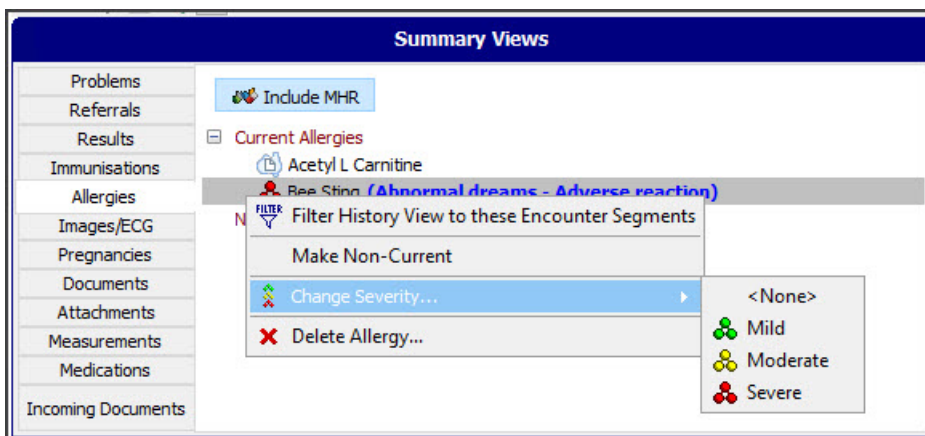 Summary Views
Problems
Referrals
Results
Immunisations
Allergies
Images/ECG
Pregnancies
Documents
Attachments
Measurements
Medications
Incoming Documents
Include MHR
Current Allergies
Acetyl L Carnitine
Bee Sting (Abnormal dreams - Adverse reaction)
N
FILTER Filter History View to these Encounter Segments
Make Non-Current
Change Severity...
Delete Allergy...
<None>
Mild
Moderate
Severe